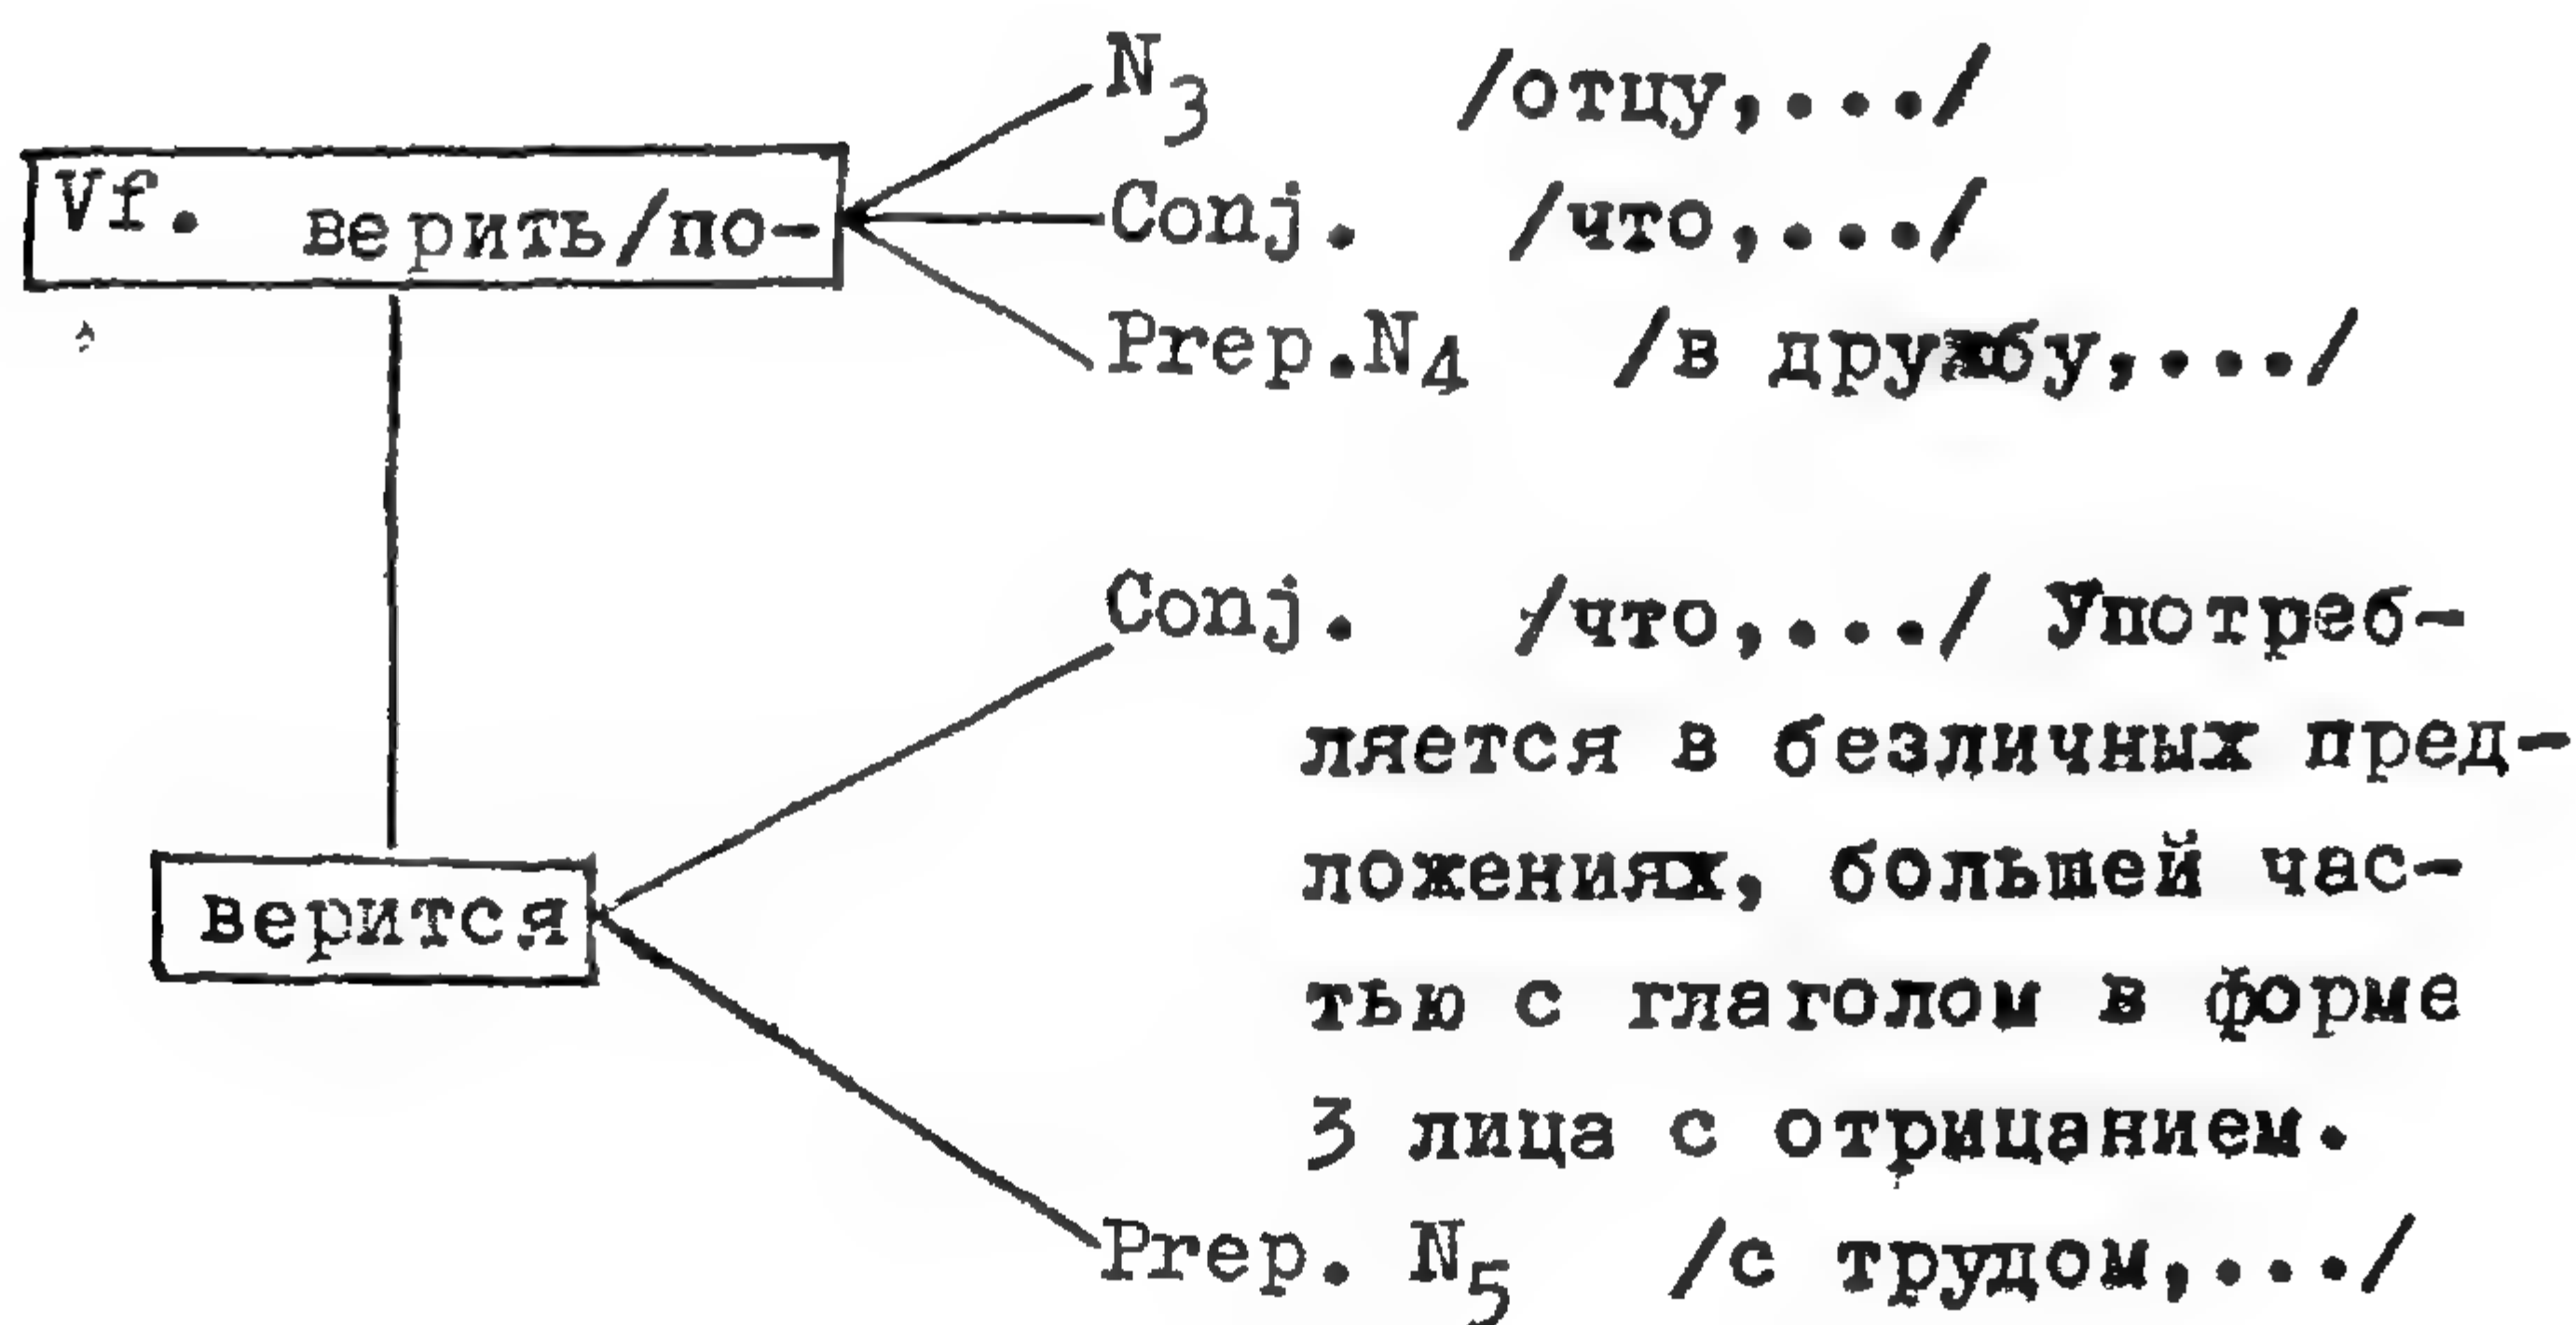 N3 /отцу,.../
Vf. верить/по- Conj. /что,.../
Prep.N4 /в дружбу,.../
Conj. /что,.../ Употреб-
ляется в безличных пред-
ложениях, большей час-
верится
тью с глаголом в форме
3 лица с отрицанием.
Prep. N5 /с трудом,.../